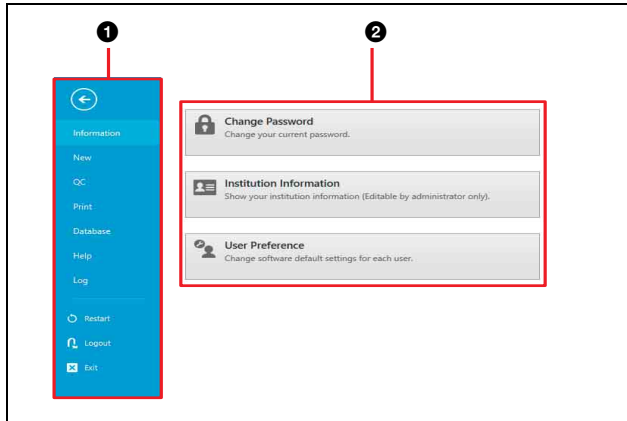 1
2
Information
New
QC
Print
Database
Help
Log
Restart
Logout
Exit
Change Password
Change your current password.
Institution Information
Show your institution information (Editable by administrator only).
User Preference
Change software default settings for each user.